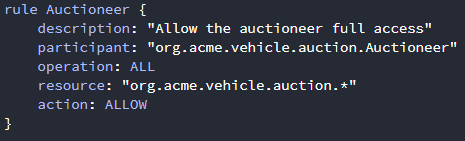 rule Auctioneer {
    description: "Allow the auctioneer full access"
    participant: "org.acme.vehicle.auction.Auctioneer"
    operation: ALL
    resource: "org.acme.vehicle.auction.*"
    action: ALLOW
}